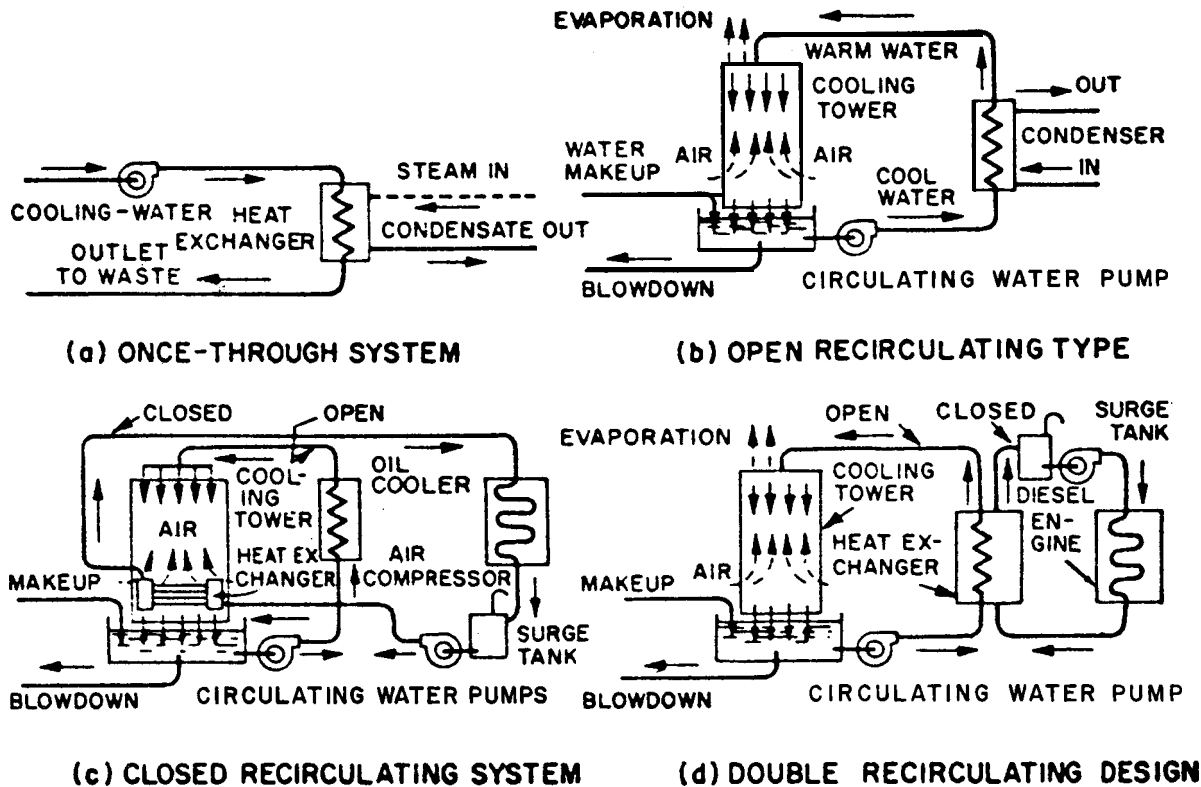 STEAM IN
COOLING-WATER
HEAT
EXCHANGER
CONDENSATE OUT
OUTLET
TO WASTE
(a) ONCE-THROUGH SYSTEM
EVAPORATION
WARM WATER
COOLING
TOWER
OUT
CONDENSER
IN
WATER
MAKEUP
AIR
AIR
COOL
WATER
CIRCULATING WATER PUMP
BLOWDOWN
(b) OPEN RECIRCULATING TYPE
CLOSED
OPEN
COOL-
ING
TOWER
OIL
COOLER
AIR
HEAT EX-
CHANGER
AIR
COMPRESSOR
MAKEUP
SURGE
TANK
BLOWDOWN
CIRCULATING WATER PUMPS
(c) CLOSED RECIRCULATING SYSTEM
OPEN
CLOSED
SURGE
TANK
EVAPORATION
COOLING
TOWER
DIESEL
EN-
GINE
HEAT EX-
CHANGER
AIR
MAKEUP
BLOWDOWN
CIRCULATING WATER PUMP
(d) DOUBLE RECIRCULATING DESIGN